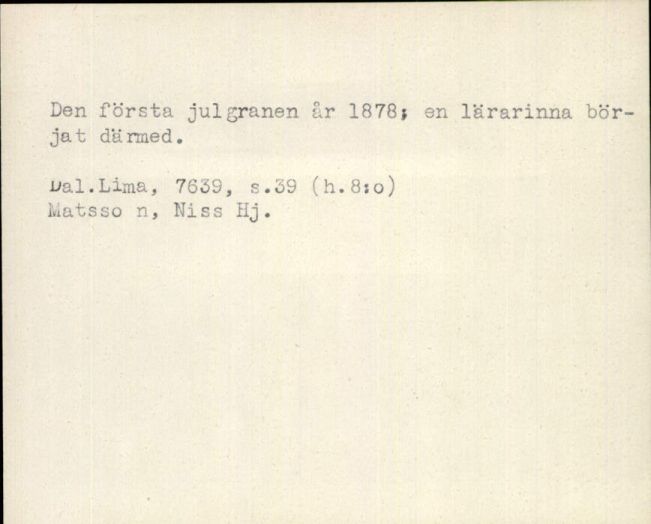 Den första julgranen år 1878; en lärarinna bör-
jat därmed.
Dal.Lima, 7639, s.39 (h.8:o)
Matsso n, Niss Hj.